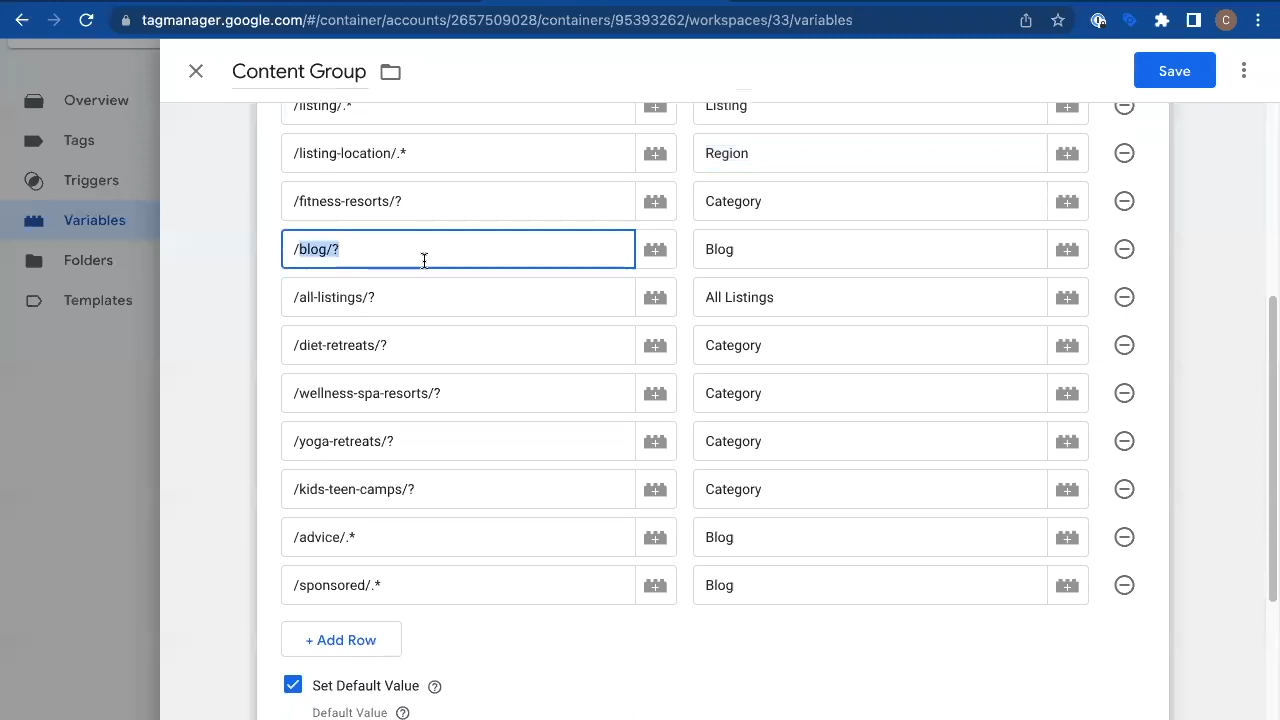 tagmanager.google.com/#/container/accounts/2657509028/containers/95393262/workspaces/33/variables
C
Content Group
Save
Overview
Tags
Triggers
Variables
Folders
Templates
/listing/.* Listing
/listing-location/.* Region
/fitness-resorts/? Category
/blog/? Blog
/all-listings/? All Listings
/diet-retreats/? Category
/wellness-spa-resorts/? Category
/yoga-retreats/? Category
/kids-teen-camps/? Category
/advice/.* Blog
/sponsored/.* Blog
+ Add Row
Set Default Value
Default Value